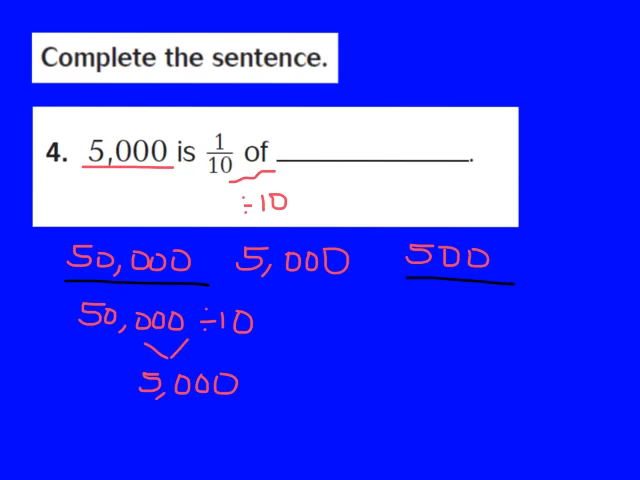 Complete the sentence.
4. 5,000 is 1/10 of ____________.
÷10
50,000 5,000 500
50,000 ÷10
5,000